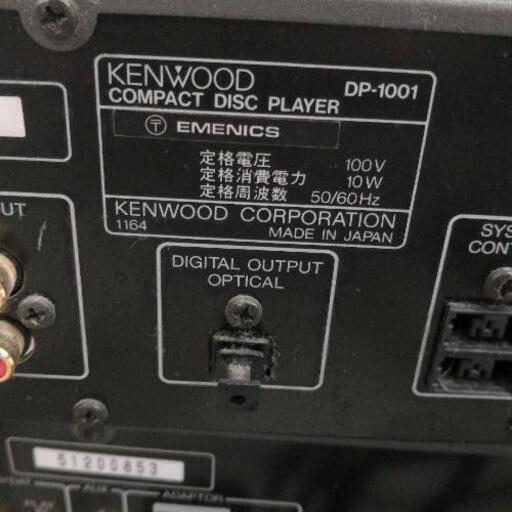 KENWOOD DP-1001
COMPACT DISC PLAYER
〒 EMENICS
定格電圧 100V
定格消費電力 10W
定格周波数 50/60Hz
KENWOOD CORPORATION
1164 MADE IN JAPAN
DIGITAL OUTPUT
OPTICAL
51200853
AUX
ADAPTOR